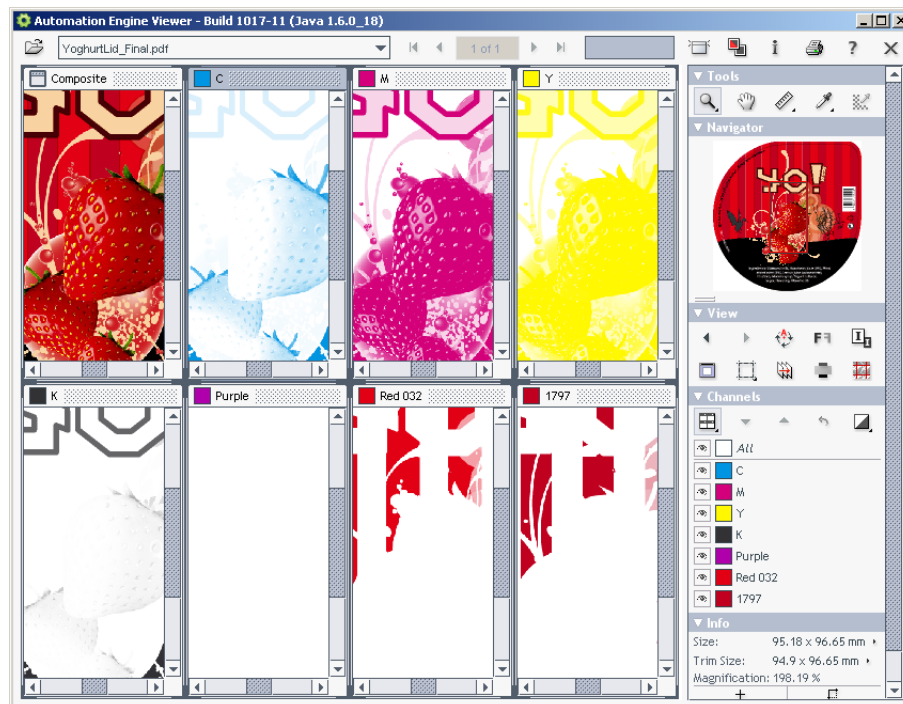 Automation Engine Viewer - Build 1017-11 (Java 1.6.0_18)
YoghurtLid_Final.pdf
1 of 1
Composite
C
M
Y
K
Purple
Red 032
1797
Tools
Navigator
YO!
View
Channels
All
C
M
Y
K
Purple
Red 032
1797
Info
Size: 95.18 x 96.65 mm
Trim Size: 94.9 x 96.65 mm
Magnification: 198.19 %